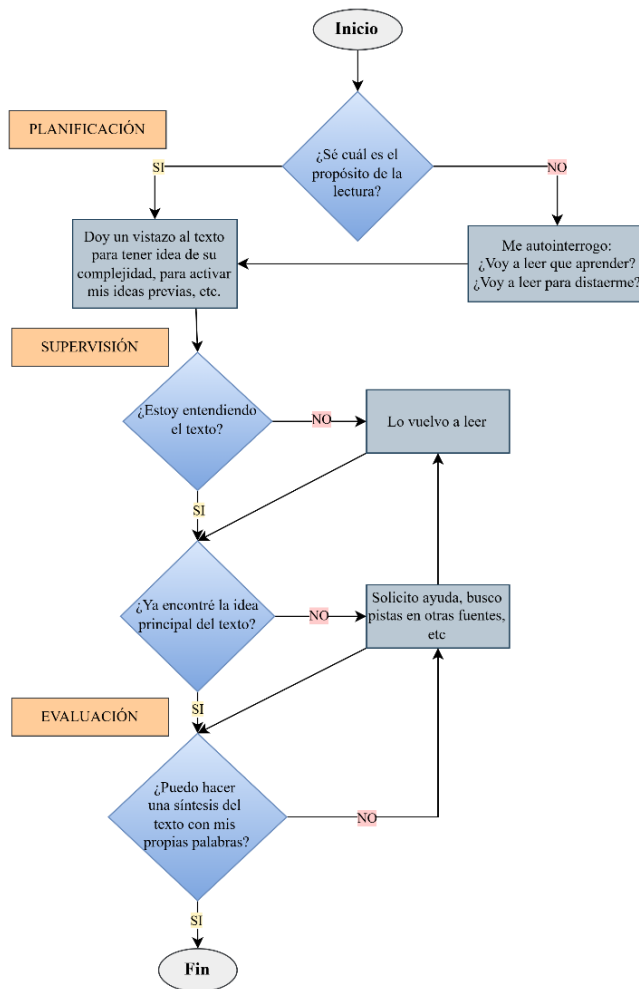 Inicio
PLANIFICACIÓN
¿Sé cuál es el
propósito de la
lectura?
SI
NO
Doy un vistazo al texto
para tener idea de su
complejidad, para activar
mis ideas previas, etc.
Me autointerrogo:
¿Voy a leer que aprender?
¿Voy a leer para distaerme?
SUPERVISIÓN
¿Estoy entendiendo
el texto?
NO
Lo vuelvo a leer
SI
¿Ya encontré la idea
principal del texto?
NO
Solicito ayuda, busco
pistas en otras fuentes,
etc
SI
EVALUACIÓN
¿Puedo hacer
una síntesis del
texto con mis
propias palabras?
NO
SI
Fin